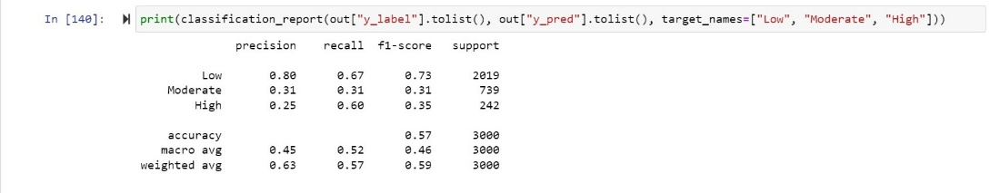 In [140]: print(classification_report(out["y_label"].tolist(), out["y_pred"].tolist(), target_names=["Low", "Moderate", "High"]))
precision recall f1-score support
Low 0.80 0.67 0.73 2019
Moderate 0.31 0.31 0.31 739
High 0.25 0.60 0.35 242
accuracy 0.57 3000
macro avg 0.45 0.52 0.46 3000
weighted avg 0.63 0.57 0.59 3000